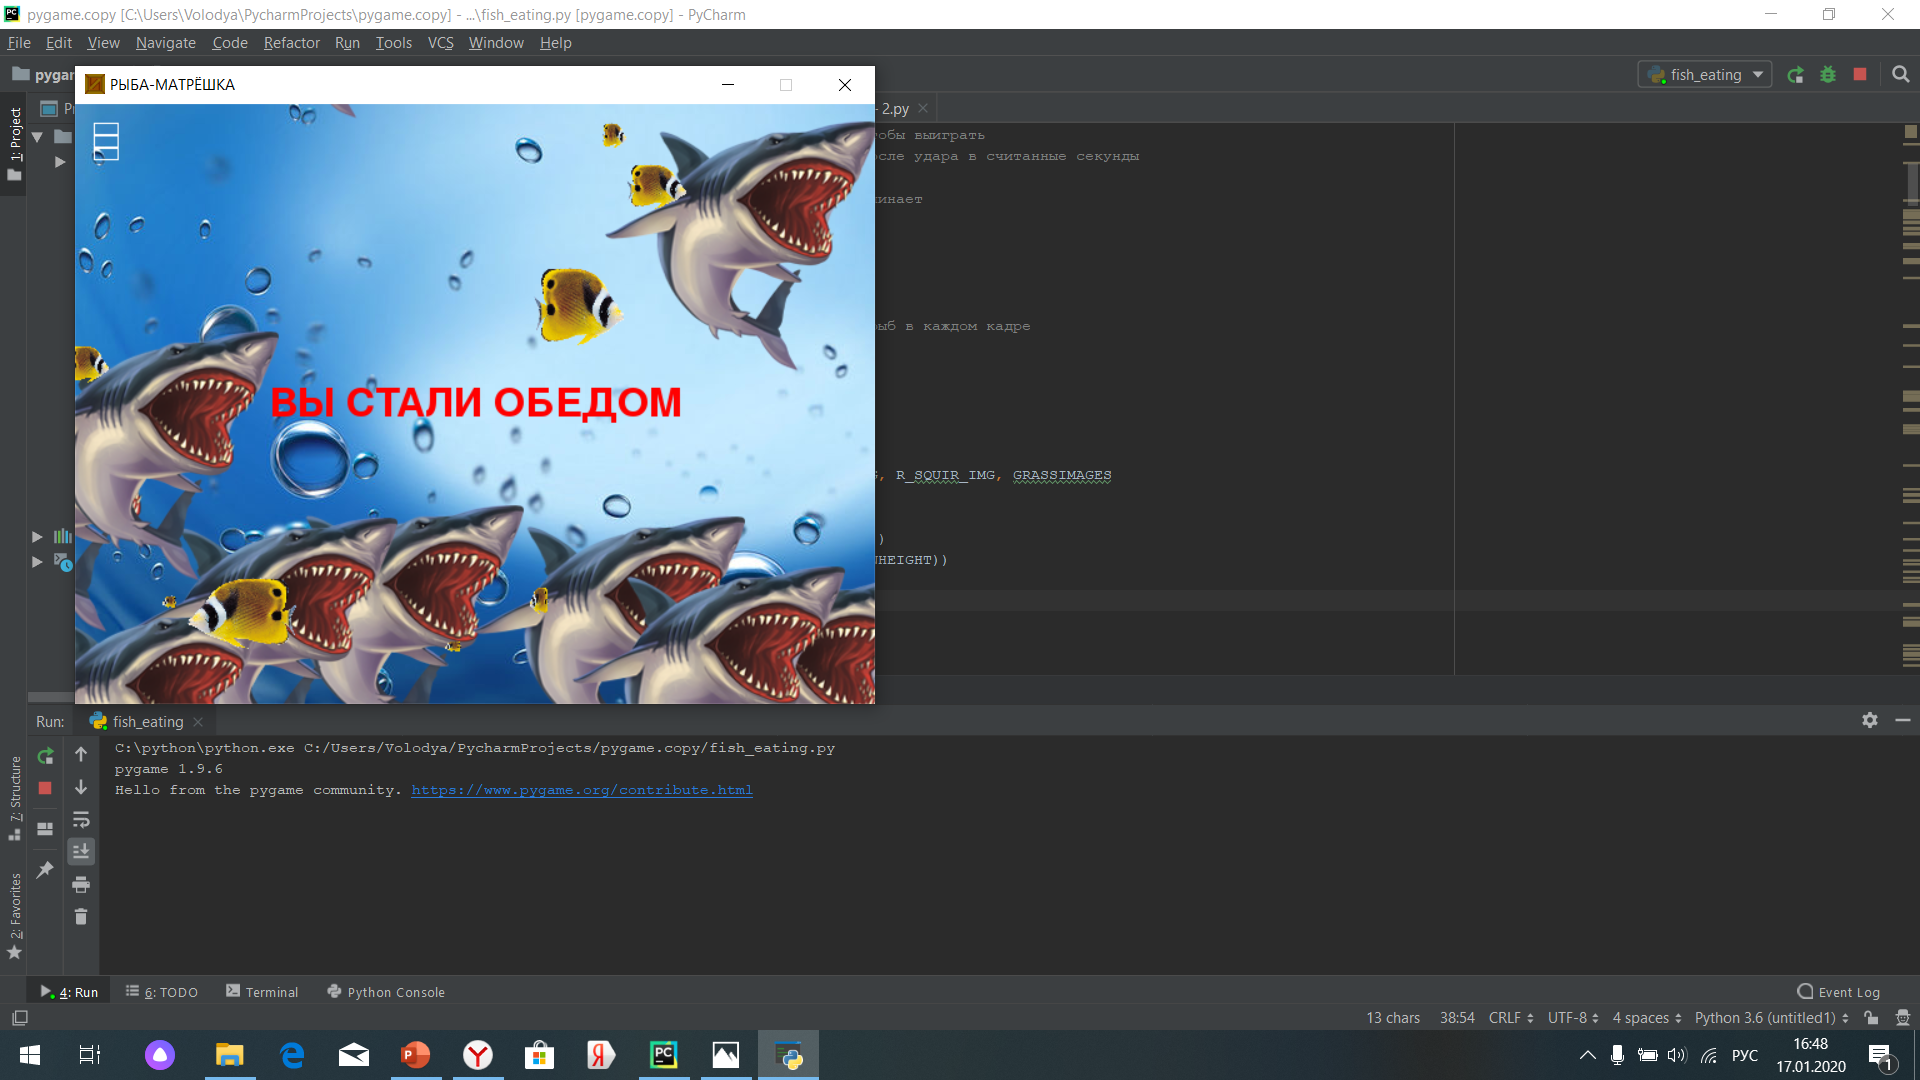 pygame.copy [C:\Users\Volodya\PycharmProjects\pygame.copy] - ...\fish_eating.py [pygame.copy] - PyCharm
File Edit View Navigate Code Refactor Run Tools VCS Window Help
fish_eating
РЫБА-МАТРЁШКА
2.py
1: Project
выиграть
удара в считанные секунды
в каждом кадре
R_SQUIR_IMG, GRASSIMAGES
ВЫ СТАЛИ ОБЕДОМ
Run: fish_eating
C:\python\python.exe C:/Users/Volodya/PycharmProjects/pygame.copy/fish_eating.py
pygame 1.9.6
Hello from the pygame community. https://www.pygame.org/contribute.html
7: Structure
2: Favorites
4: Run 6: TODO Terminal Python Console Event Log
13 chars 38:54 CRLF UTF-8 4 spaces Python 3.6 (untitled1)
РУС
16:48
17.01.2020
1